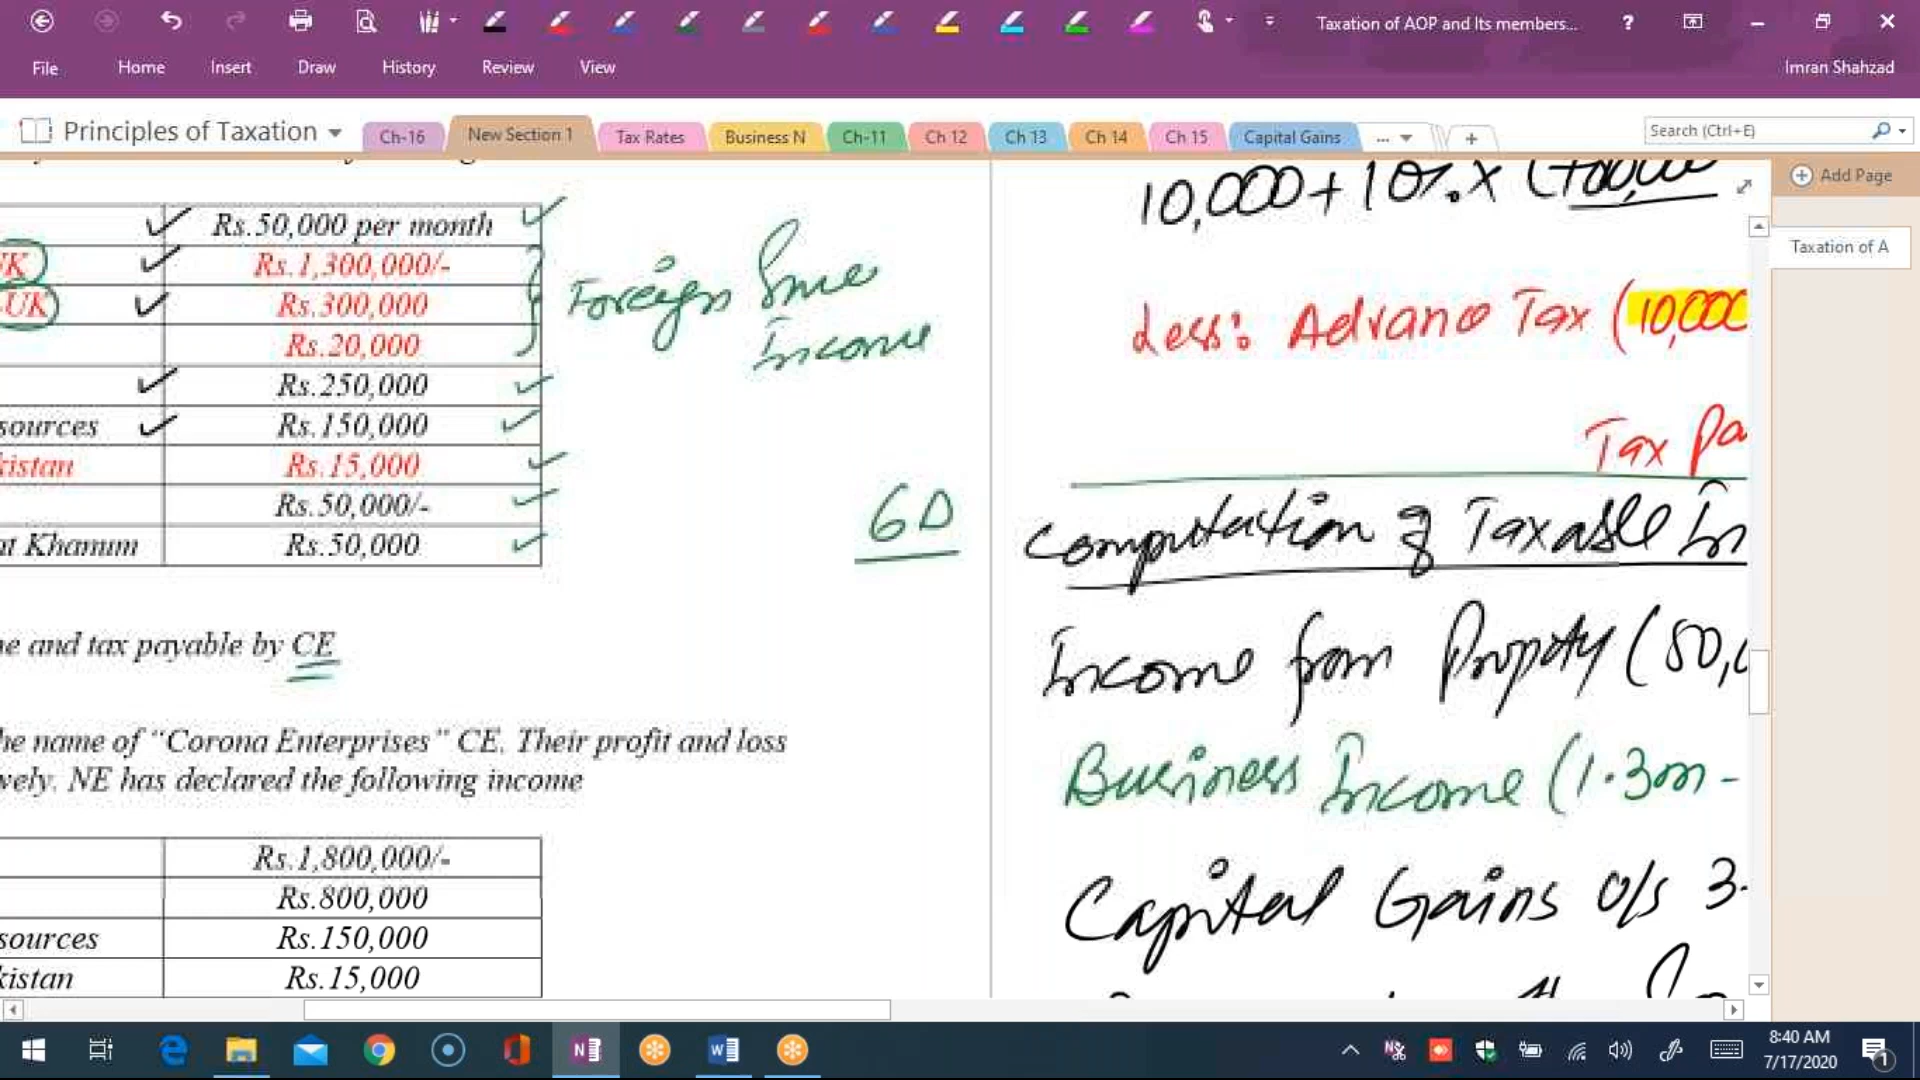 Taxation of AOP and Its members...
?
File
Home
Insert
Draw
History
Review
View
Imran Shahzad
Principles of Taxation
Ch-16
New Section 1
Tax Rates
Business N
Ch-11
Ch 12
Ch 13
Ch 14
Ch 15
Capital Gains
...
Search (Ctrl+E)
Add Page
Taxation of A
Rs.50,000 per month
UK
Rs.1,300,000/-
-UK
Rs.300,000
Rs.20,000
Rs.250,000
sources
Rs.150,000
kistan
Rs.15,000
Rs.50,000/-
at Khanum
Rs.50,000
Foreign
Income
60
ne and tax payable by CE
he name of "Corona Enterprises" CE. Their profit and loss
vely. NE has declared the following income
Rs.1,800,000/-
Rs.800,000
sources
Rs.150,000
kistan
Rs.15,000
10,000 + 10% x (
Less: Advance Tax (10,000
Tax Pa
Computation of Taxable In
Income from Property (50,0
Business Income (1.3m -
Capital Gains o/s 3.
8:40 AM
7/17/2020
1